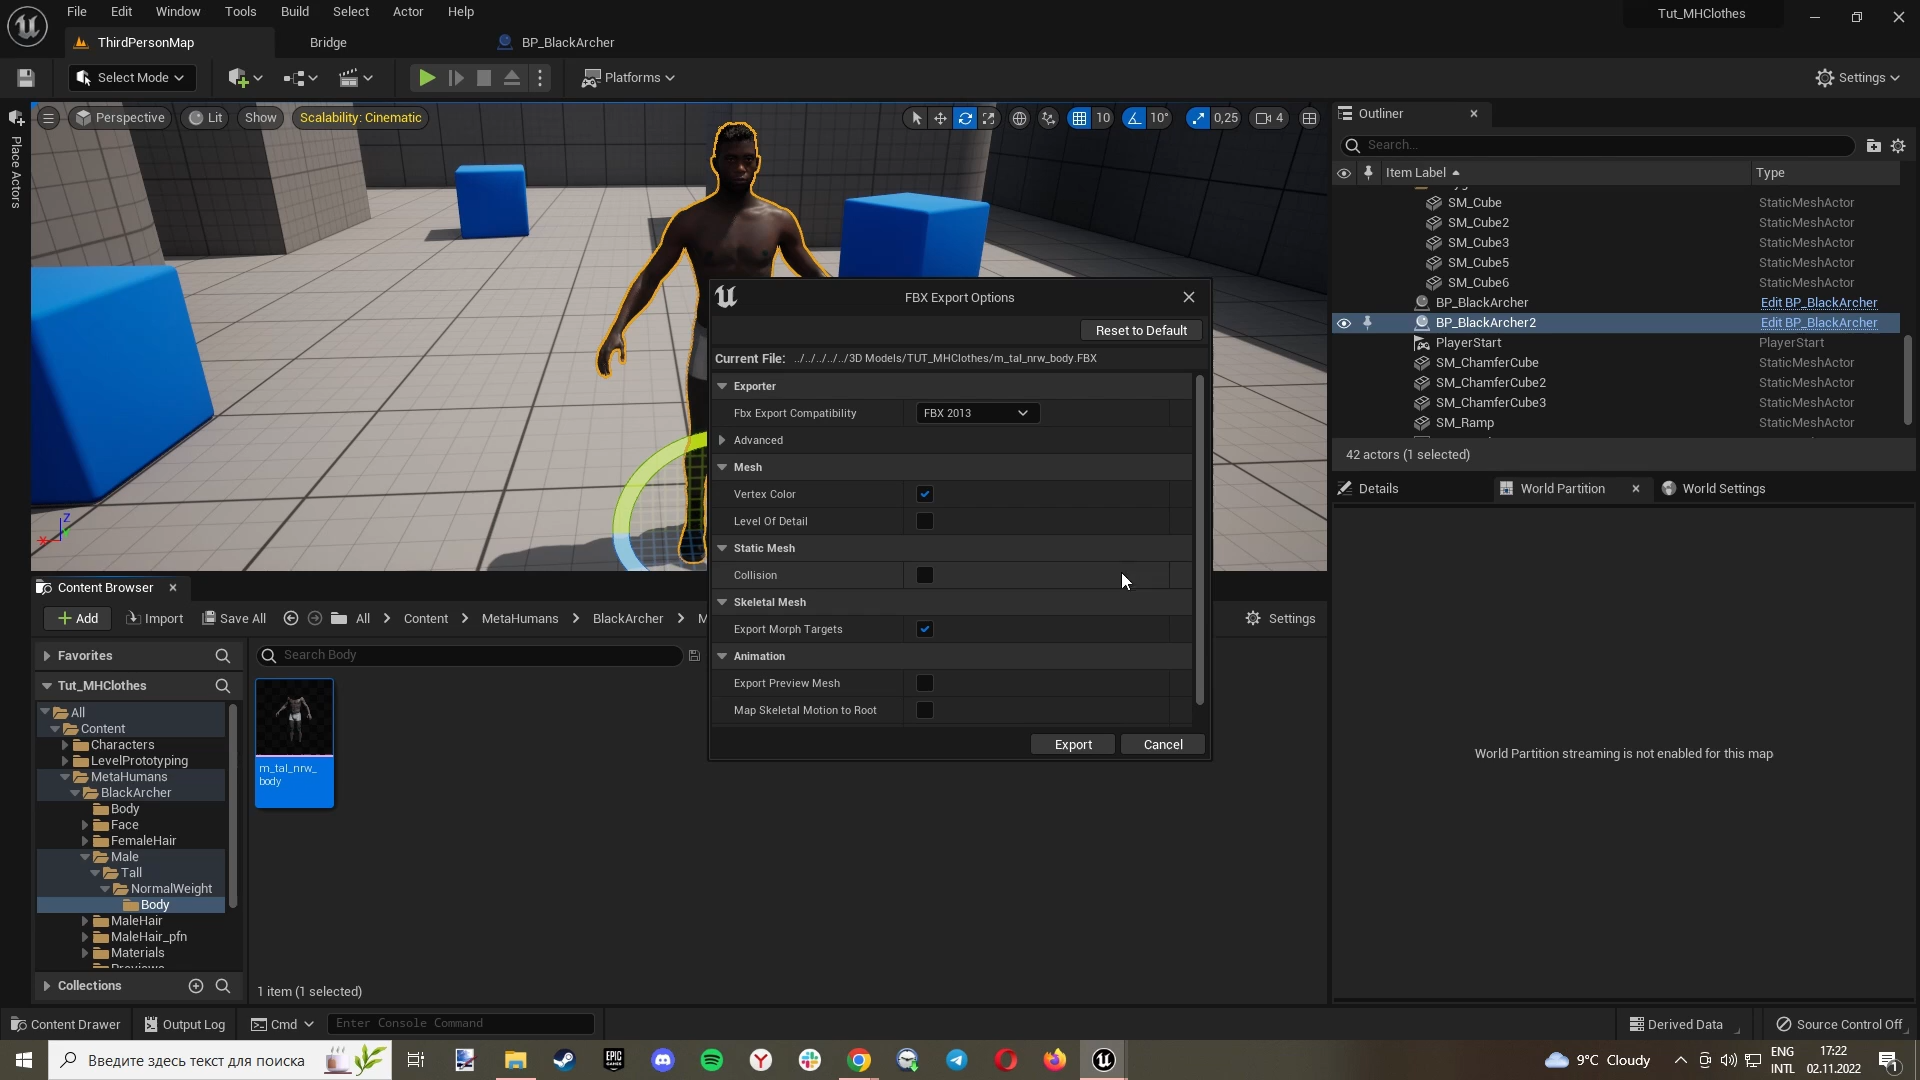 File Edit Window Tools Build Select Actor Help
Tut_MHClothes
ThirdPersonMap
Bridge
BP_BlackArcher
Select Mode
Platforms
Settings
Place Actors
Perspective
Lit
Show
Scalability: Cinematic
10
10°
0,25
4
Z
X
Outliner
Search...
Item Label
Type
SM_Cube StaticMeshActor
SM_Cube2 StaticMeshActor
SM_Cube3 StaticMeshActor
SM_Cube5 StaticMeshActor
SM_Cube6 StaticMeshActor
BP_BlackArcher Edit BP_BlackArcher
BP_BlackArcher2 Edit BP_BlackArcher
PlayerStart PlayerStart
SM_ChamferCube StaticMeshActor
SM_ChamferCube2 StaticMeshActor
SM_ChamferCube3 StaticMeshActor
SM_Ramp StaticMeshActor
42 actors (1 selected)
Details
World Partition
World Settings
World Partition streaming is not enabled for this map
FBX Export Options
Reset to Default
Current File: ../../../../../3D Models/TUT_MHClothes/m_tal_nrw_body.FBX
Exporter
Fbx Export Compatibility FBX 2013
Advanced
Mesh
Vertex Color
Level Of Detail
Static Mesh
Collision
Skeletal Mesh
Export Morph Targets
Animation
Export Preview Mesh
Map Skeletal Motion to Root
Export
Cancel
Content Browser
Add
Import
Save All
All
Content
MetaHumans
BlackArcher
M
Settings
Favorites
Search Body
Tut_MHClothes
All
Content
Characters
LevelPrototyping
MetaHumans
BlackArcher
Body
Face
FemaleHair
Male
Tall
NormalWeight
Body
MaleHair
MaleHair_pfn
Materials
Previews
Collections
m_tal_nrw_
body
1 item (1 selected)
Content Drawer
Output Log
Cmd
Enter Console Command
Derived Data
Source Control Off
Введите здесь текст для поиска
EPIC
GAMES
9°C Cloudy
ENG
INTL
17:22
02.11.2022
1